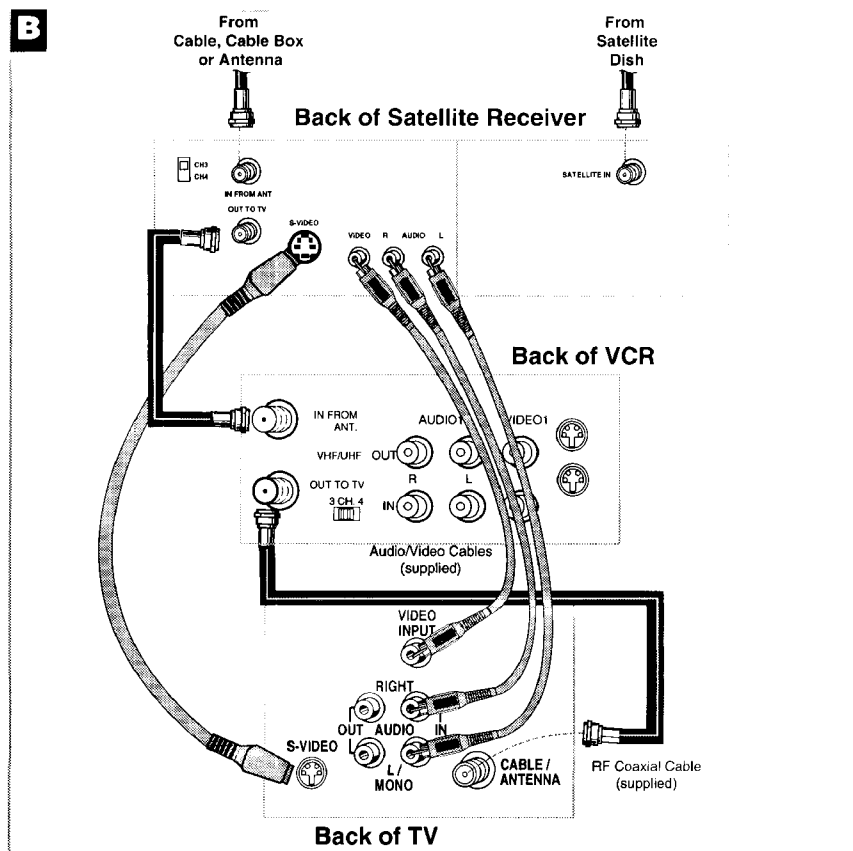 B
From
Cable, Cable Box
or Antenna
From
Satellite
Dish
Back of Satellite Receiver
CH3
CH4
IN FROM ANT
OUT TO TV
S-VIDEO
VIDEO R AUDIO L
SATELLITE IN
Back of VCR
IN FROM
ANT.
AUDIO1
VIDEO1
VHF/UHF
OUT
R
L
OUT TO TV
3 CH. 4
IN
Audio/Video Cables
(supplied)
VIDEO
INPUT
RIGHT
OUT AUDIO IN
L
S-VIDEO
L /
MONO
CABLE /
ANTENNA
RF Coaxial Cable
(supplied)
Back of TV